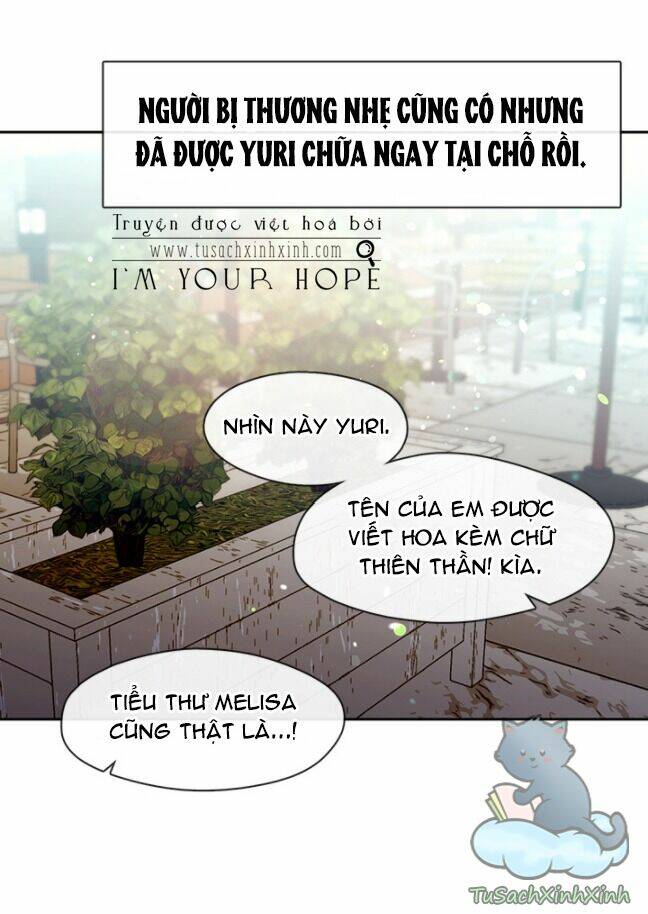 NGƯỜI BỊ THƯƠNG NHẸ CŨNG CÓ NHƯNG
ĐÃ ĐƯỢC YURI CHỮA NGAY TẠI CHỖ RỒI.
Truyện được việt hoá bởi
www.tusachxinhxinh.com
I'M YOUR HOPE
NHÌN NÀY YURI.
TÊN CỦA EM ĐƯỢC
VIẾT HOA KÈM CHỮ
THIÊN THẦN! KÌA.
TIỂU THƯ MELISA
CŨNG THẬT LÀ...!
TuSachXinhXinh